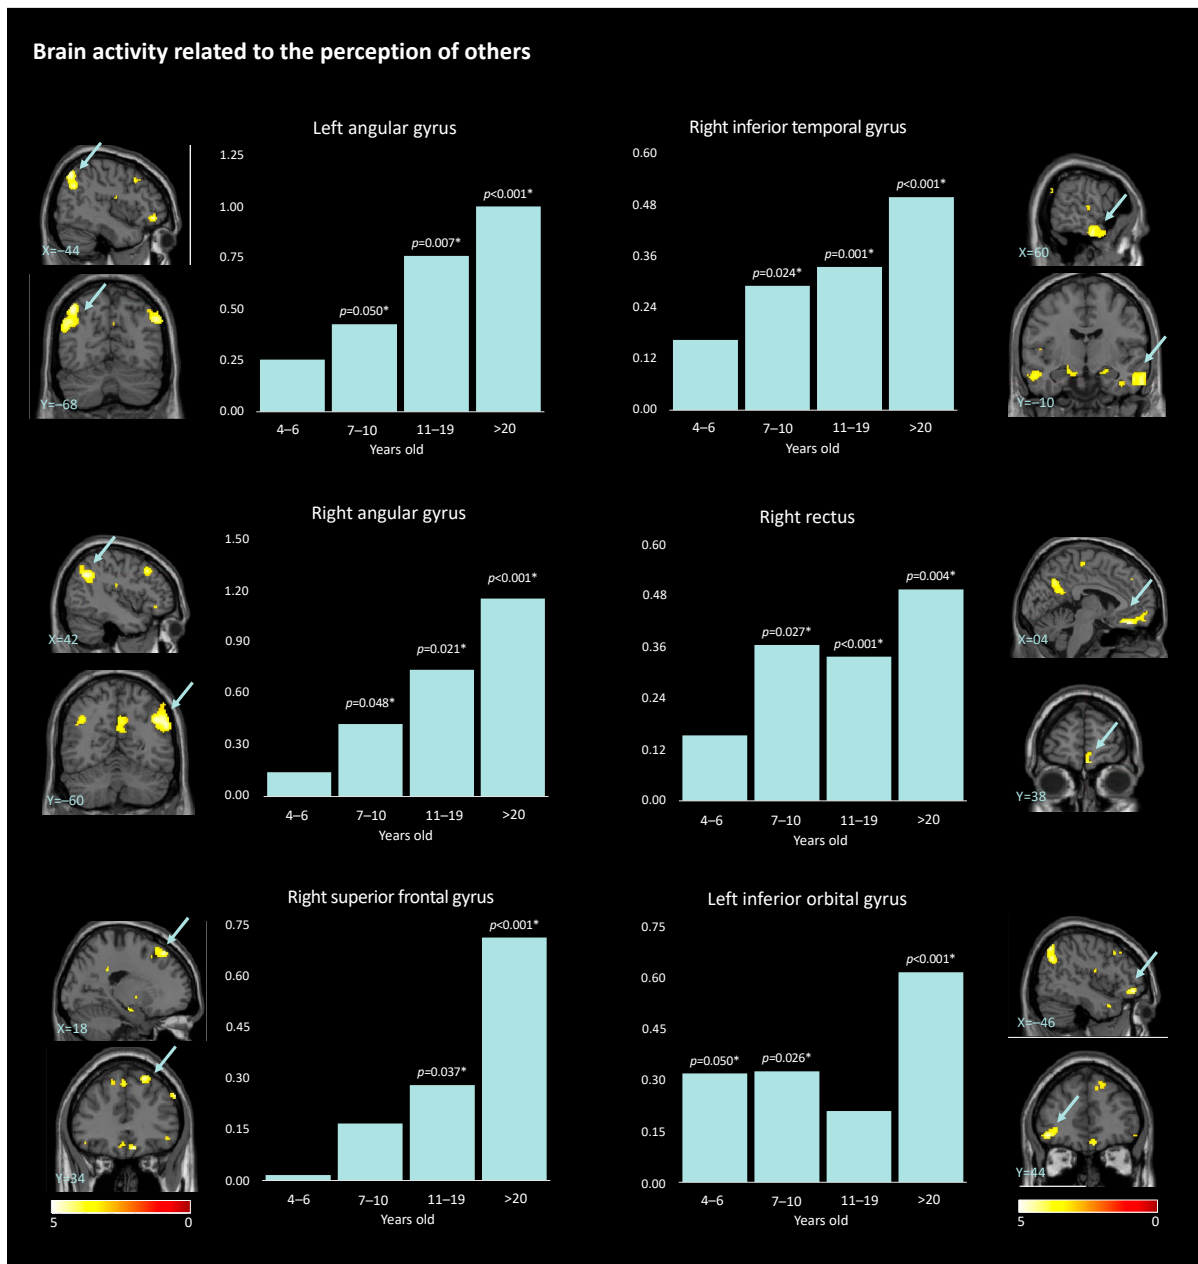 Brain activity related to the perception of others
Left angular gyrus
1.25
1.00
0.75
0.50
0.25
0.00
p=0.050*
p=0.007*
p<0.001*
4–6
7–10
11–19
>20
Years old
X=–44
Y=–68
Right inferior temporal gyrus
0.60
0.48
0.36
0.24
0.12
0.00
p=0.024*
p=0.001*
p<0.001*
4–6
7–10
11–19
>20
Years old
X=60
Y=–10
Right angular gyrus
1.50
1.20
0.90
0.60
0.30
0.00
p=0.048*
p=0.021*
p<0.001*
4–6
7–10
11–19
>20
Years old
X=42
Y=–60
Right rectus
0.60
0.48
0.36
0.24
0.12
0.00
p=0.027*
p<0.001*
p=0.004*
4–6
7–10
11–19
>20
Years old
X=04
Y=38
Right superior frontal gyrus
0.75
0.60
0.45
0.30
0.15
0.00
p=0.037*
p<0.001*
4–6
7–10
11–19
>20
Years old
X=18
Y=34
5
0
Left inferior orbital gyrus
0.75
0.60
0.45
0.30
0.15
0.00
p=0.050*
p=0.026*
p<0.001*
4–6
7–10
11–19
>20
Years old
X=–46
Y=44
5
0